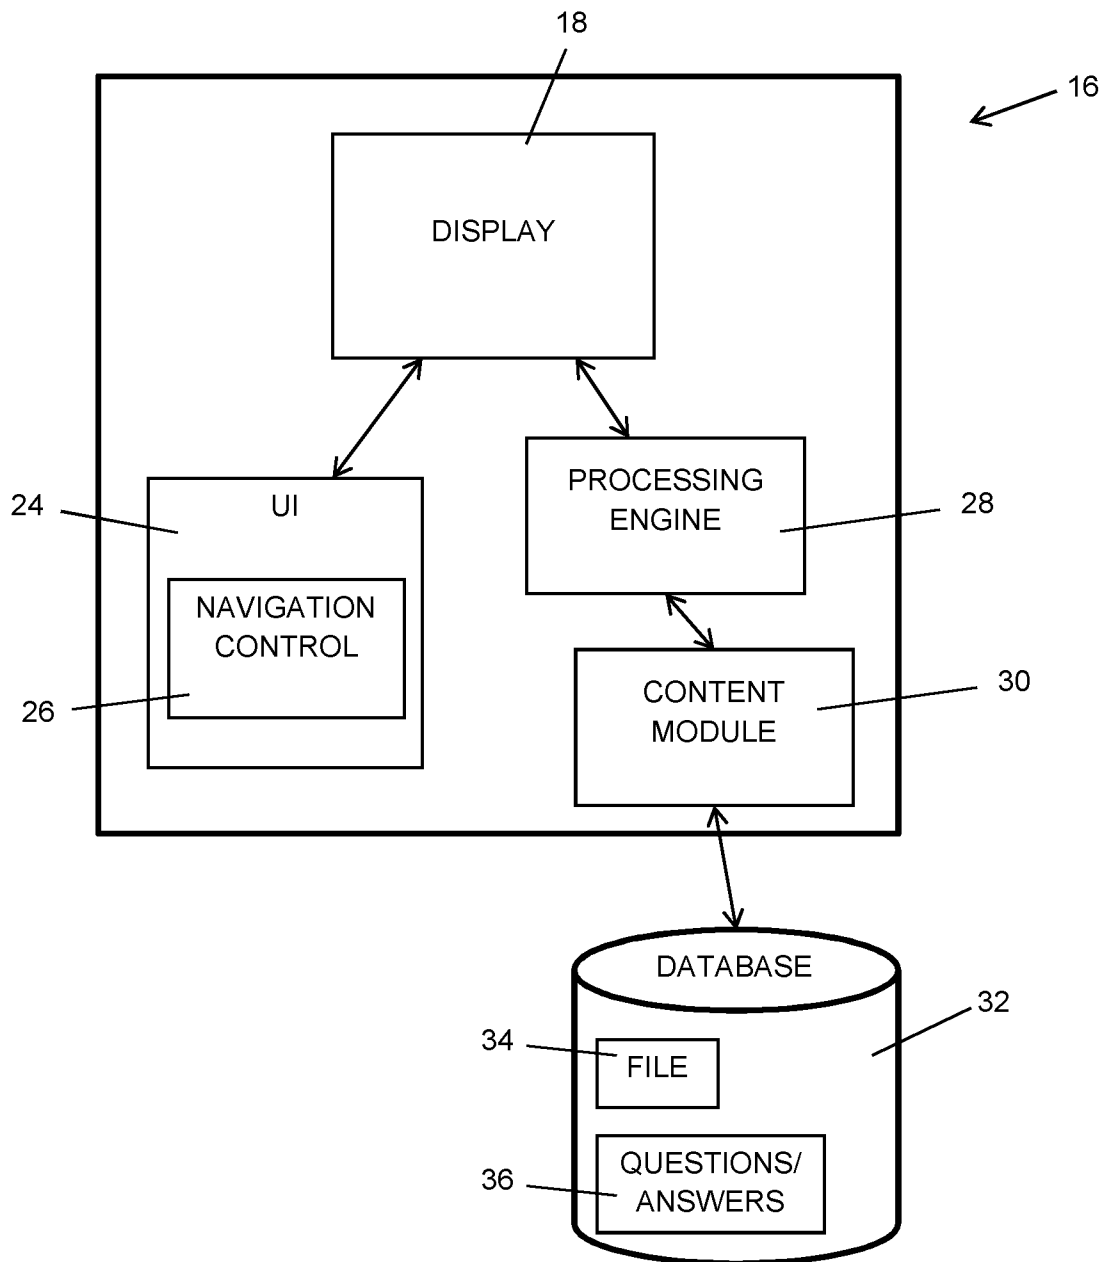 18
16
DISPLAY
24
UI
PROCESSING
ENGINE
28
NAVIGATION
CONTROL
26
CONTENT
MODULE
30
DATABASE
32
34
FILE
36
QUESTIONS/
ANSWERS